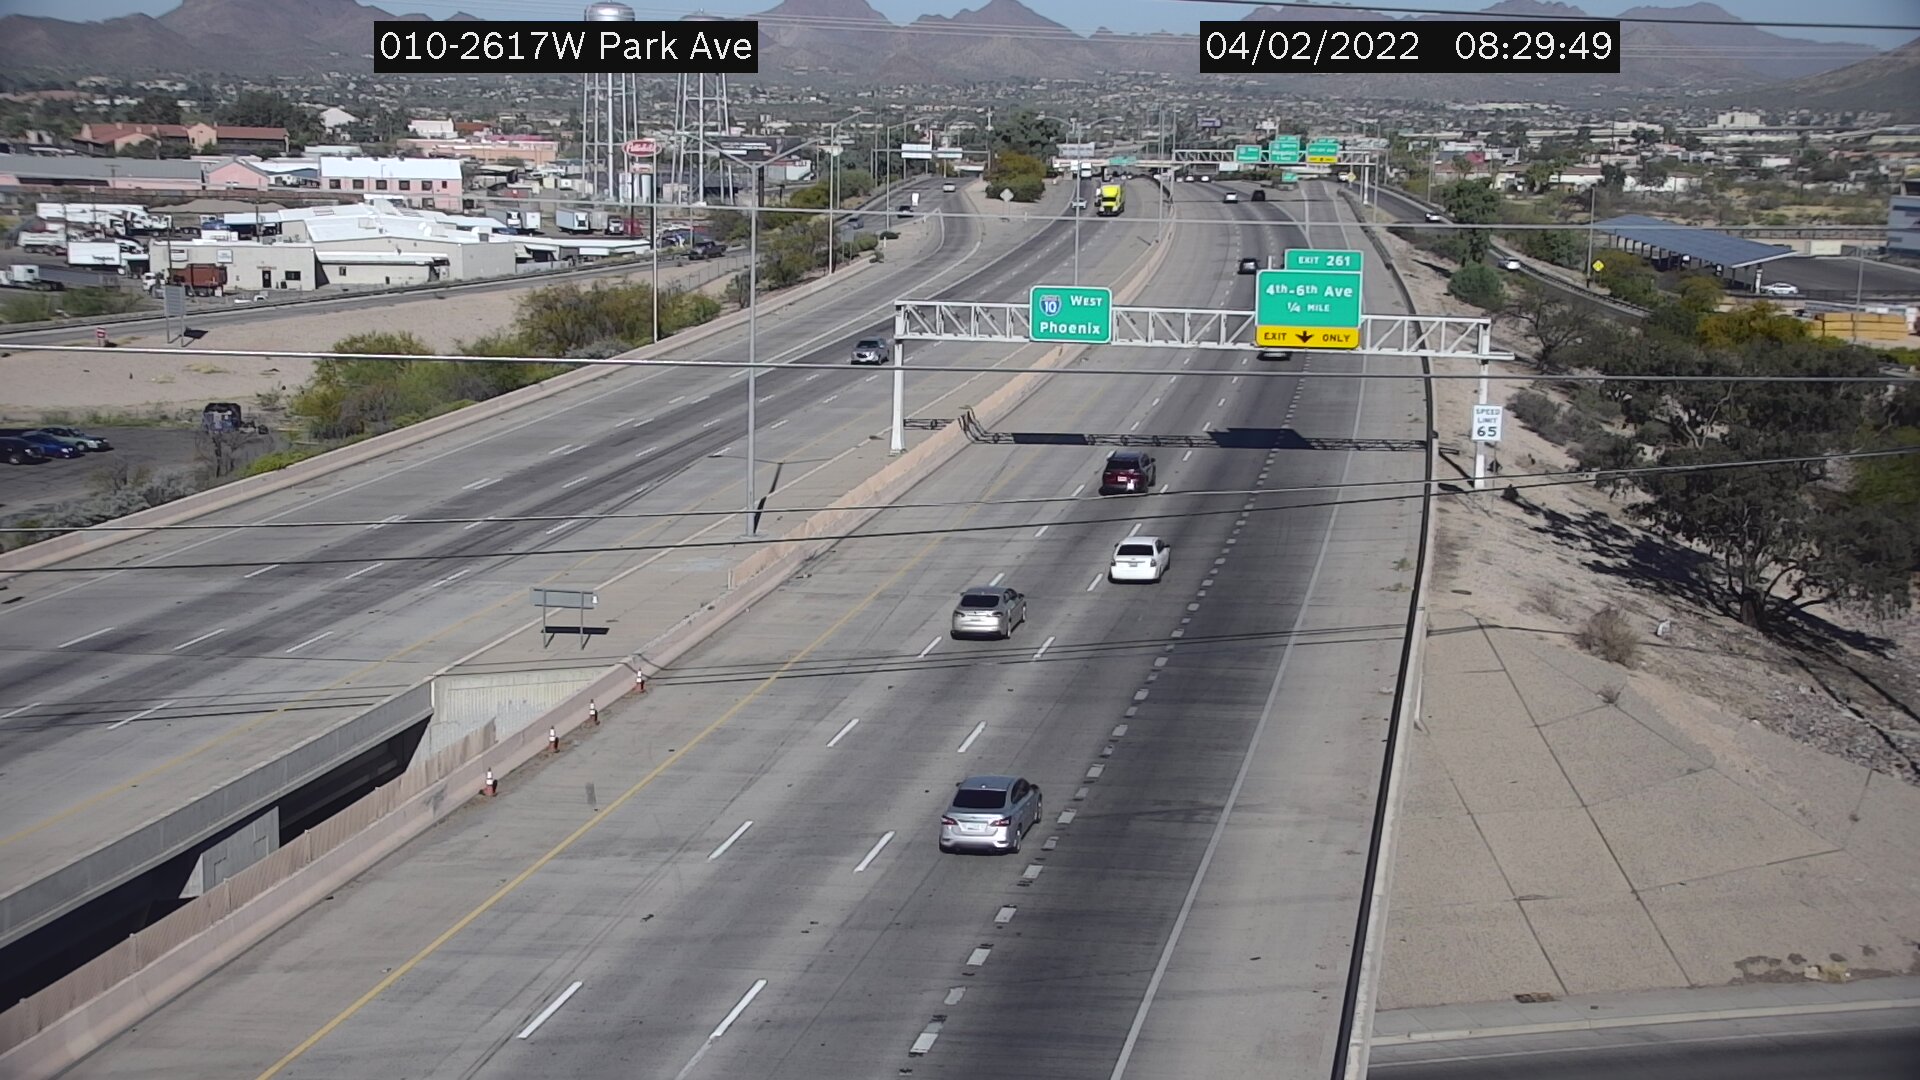 010-2617W Park Ave
04/02/2022 08:29:49
EXIT 261
4th-6th Ave
1/4 MILE
EXIT ONLY
10 WEST
Phoenix
SPEED
LIMIT
65